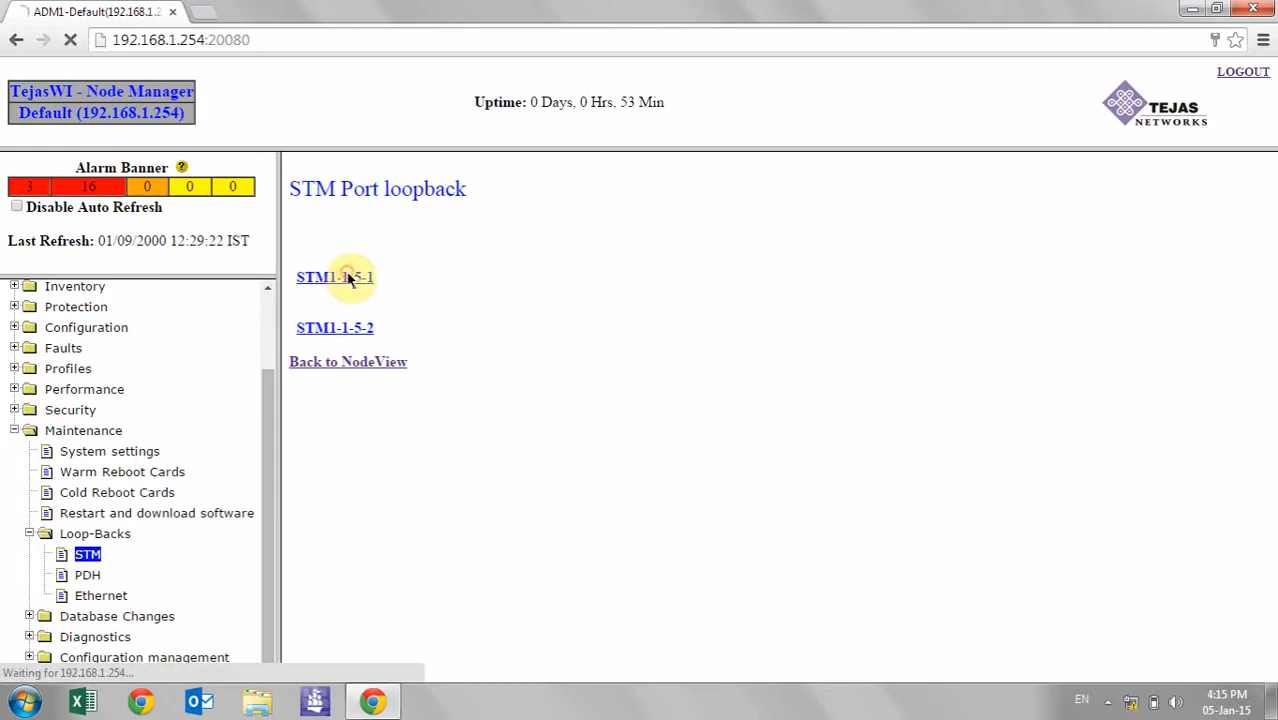 ADM1-Default(192.168.1.2
192.168.1.254:20080
LOGOUT
TejasWI - Node Manager
Default (192.168.1.254)
Uptime: 0 Days, 0 Hrs, 53 Min
TEJAS
NETWORKS
Alarm Banner ?
3 16 0 0 0
Disable Auto Refresh
Last Refresh: 01/09/2000 12:29:22 IST
STM Port loopback
STM1-1-5-1
STM1-1-5-2
Back to NodeView
Inventory
Protection
Configuration
Faults
Profiles
Performance
Security
Maintenance
System settings
Warm Reboot Cards
Cold Reboot Cards
Restart and download software
Loop-Backs
STM
PDH
Ethernet
Database Changes
Diagnostics
Configuration management
Waiting for 192.168.1.254...
EN
4:15 PM
05-Jan-15